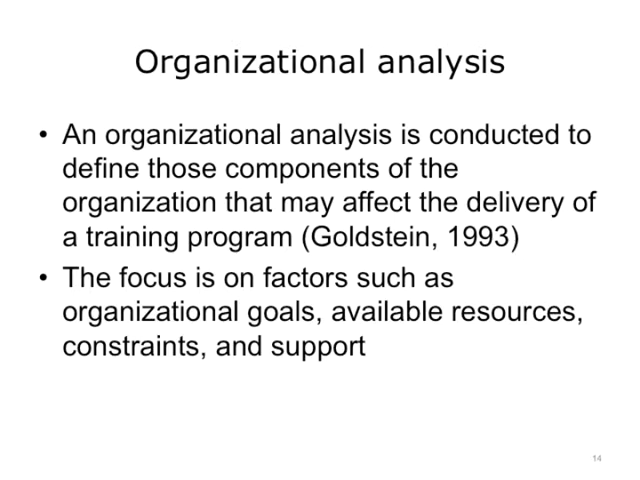 Organizational analysis
• An organizational analysis is conducted to
define those components of the
organization that may affect the delivery of
a training program (Goldstein, 1993)
• The focus is on factors such as
organizational goals, available resources,
constraints, and support
14